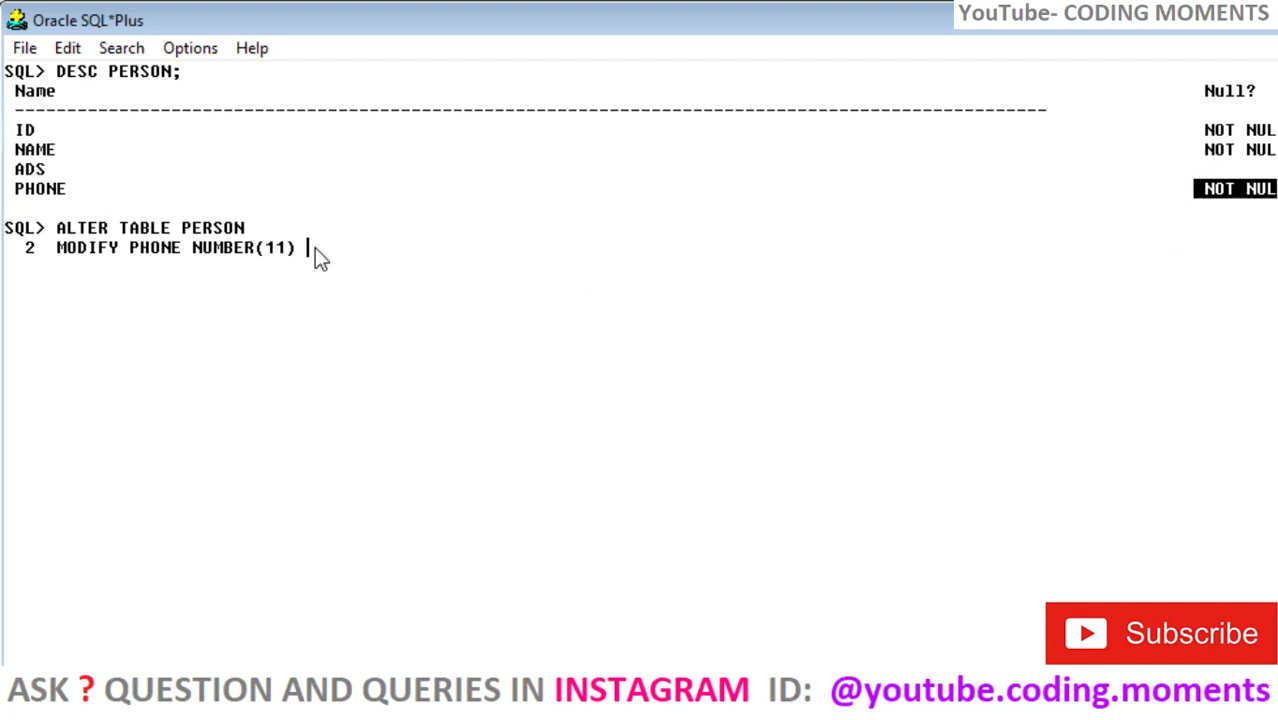 Oracle SQL*Plus
YouTube- CODING MOMENTS
File Edit Search Options Help
SQL> DESC PERSON;
Name Null?
----------------------------------------------------------------------------------------------------
ID NOT NUL
NAME NOT NUL
ADS
PHONE NOT NUL
SQL> ALTER TABLE PERSON
2 MODIFY PHONE NUMBER(11)
Subscribe
ASK ? QUESTION AND QUERIES IN INSTAGRAM ID: @youtube.coding.moments